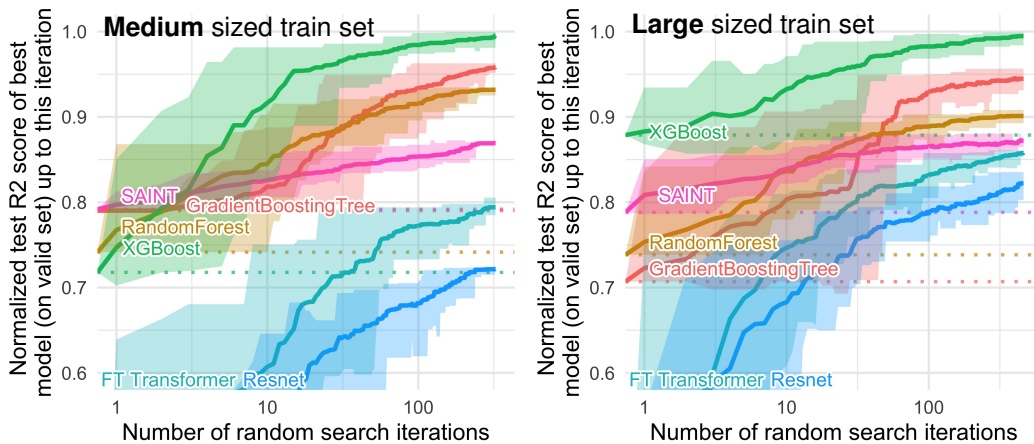 Medium sized train set
Normalized test R2 score of best
model (on valid set) up to this iteration
1.0
0.9
0.8
0.7
0.6
SAINT
GradientBoostingTree
RandomForest
XGBoost
FT Transformer
Resnet
1
10
100
Number of random search iterations
Large sized train set
Normalized test R2 score of best
model (on valid set) up to this iteration
1.0
0.9
0.8
0.7
0.6
XGBoost
SAINT
RandomForest
GradientBoostingTree
FT Transformer
Resnet
1
10
100
Number of random search iterations